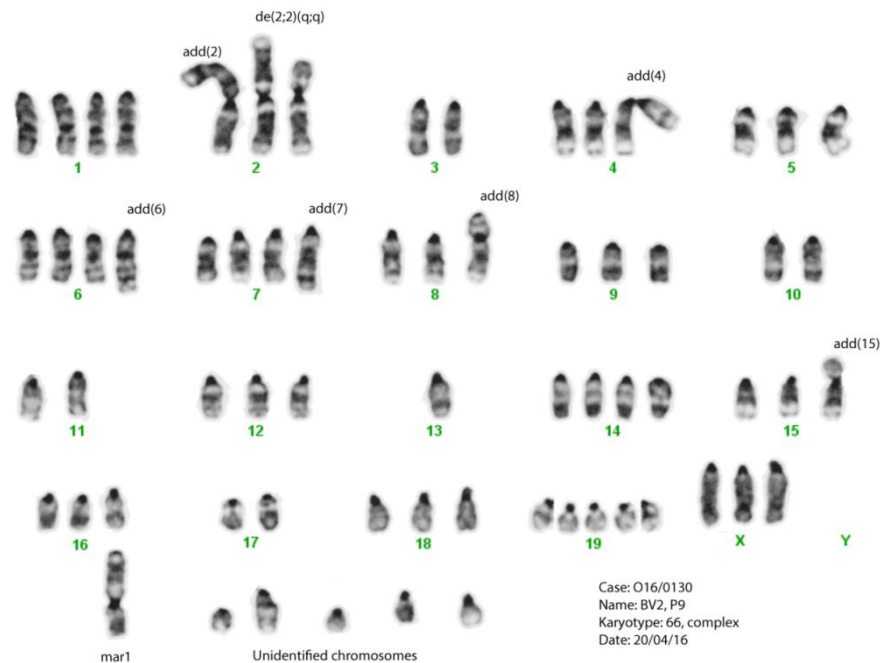 de(2;2)(q;q)
add(2)
add(4)
1 2 3 4 5
add(6) add(7) add(8)
6 7 8 9 10
add(15)
11 12 13 14 15
16 17 18 19 X Y
mar1 Unidentified chromosomes
Case: O16/0130
Name: BV2, P9
Karyotype: 66, complex
Date: 20/04/16